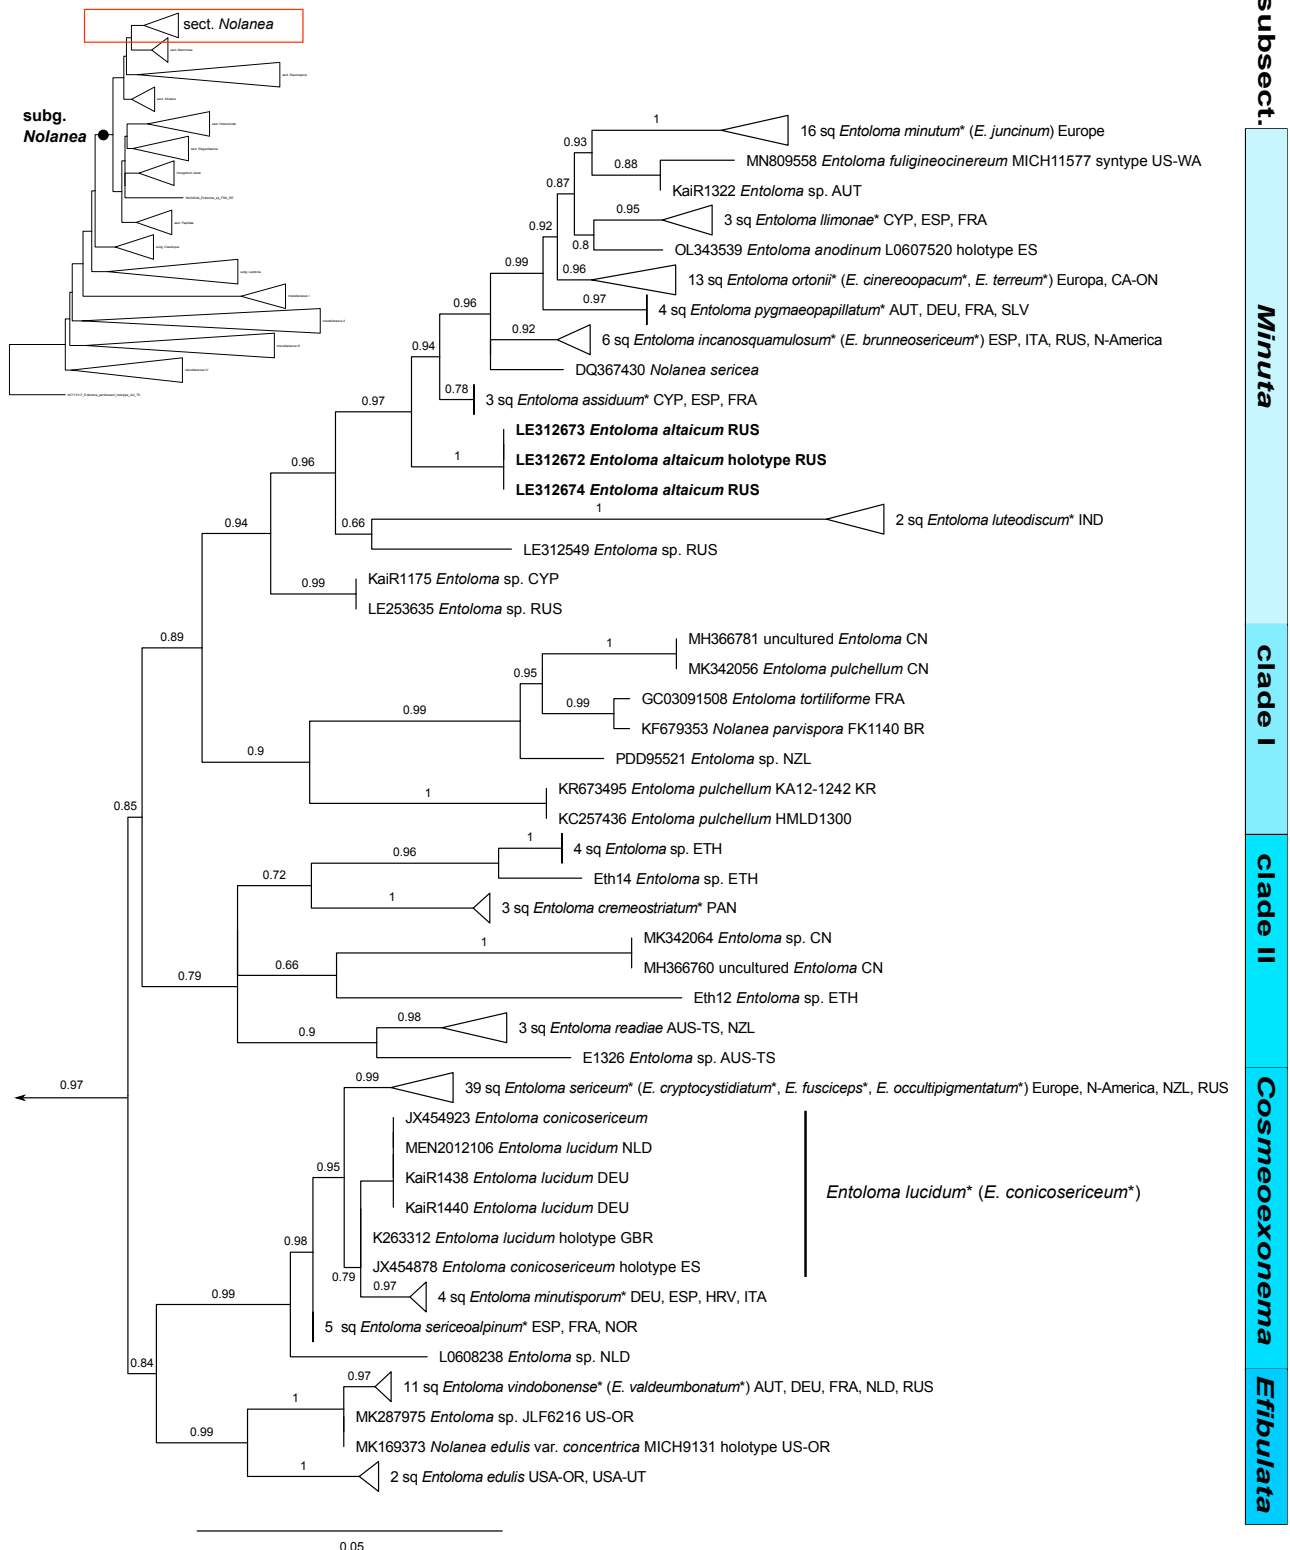 subsect.
sect. Nolanea
subg.
Nolanea
1
16 sq Entoloma minutum* (E. juncinum) Europe
0.93
0.88
MN809558 Entoloma fuligineocinereum MICH11577 syntype US-WA
0.87
KaiR1322 Entoloma sp. AUT
0.95
3 sq Entoloma llimonae* CYP, ESP, FRA
0.92
0.8
OL343539 Entoloma anodinum L0607520 holotype ES
0.99
0.96
13 sq Entoloma ortonii* (E. cinereoopacum*, E. terreum*) Europa, CA-ON
0.97
4 sq Entoloma pygmaeopapillatum* AUT, DEU, FRA, SLV
0.96
0.92
6 sq Entoloma incanosquamulosum* (E. brunneosericeum*) ESP, ITA, RUS, N-America
0.94
DQ367430 Nolanea sericea
0.78
3 sq Entoloma assiduum* CYP, ESP, FRA
0.97
LE312673 Entoloma altaicum RUS
1
LE312672 Entoloma altaicum holotype RUS
LE312674 Entoloma altaicum RUS
0.96
1
2 sq Entoloma luteodiscum* IND
0.66
LE312549 Entoloma sp. RUS
0.94
0.99
KaiR1175 Entoloma sp. CYP
LE253635 Entoloma sp. RUS
Minuta
0.89
1
MH366781 uncultured Entoloma CN
MK342056 Entoloma pulchellum CN
0.95
0.99
GC03091508 Entoloma tortiliforme FRA
KF679353 Nolanea parvispora FK1140 BR
0.99
PDD95521 Entoloma sp. NZL
0.9
1
KR673495 Entoloma pulchellum KA12-1242 KR
KC257436 Entoloma pulchellum HMLD1300
clade I
0.85
1
4 sq Entoloma sp. ETH
0.96
Eth14 Entoloma sp. ETH
0.72
1
3 sq Entoloma cremeostriatum* PAN
1
MK342064 Entoloma sp. CN
MH366760 uncultured Entoloma CN
0.66
0.79
Eth12 Entoloma sp. ETH
0.98
3 sq Entoloma readiae AUS-TS, NZL
0.9
E1326 Entoloma sp. AUS-TS
clade II
0.97
0.99
39 sq Entoloma sericeum* (E. cryptocystidiatum*, E. fusciceps*, E. occultipigmentatum*) Europe, N-America, NZL, RUS
JX454923 Entoloma conicosericeum
MEN2012106 Entoloma lucidum NLD
0.95
KaiR1438 Entoloma lucidum DEU
KaiR1440 Entoloma lucidum DEU
Entoloma lucidum* (E. conicosericeum*)
K263312 Entoloma lucidum holotype GBR
0.98
JX454878 Entoloma conicosericeum holotype ES
0.79
0.97
4 sq Entoloma minutisporum* DEU, ESP, HRV, ITA
0.99
5 sq Entoloma sericeoalpinum* ESP, FRA, NOR
L0608238 Entoloma sp. NLD
Cosmeoexonema
0.84
0.97
11 sq Entoloma vindobonense* (E. valdeumbonatum*) AUT, DEU, FRA, NLD, RUS
1
MK287975 Entoloma sp. JLF6216 US-OR
0.99
MK169373 Nolanea edulis var. concentrica MICH9131 holotype US-OR
1
2 sq Entoloma edulis USA-OR, USA-UT
Efibulata
0.05